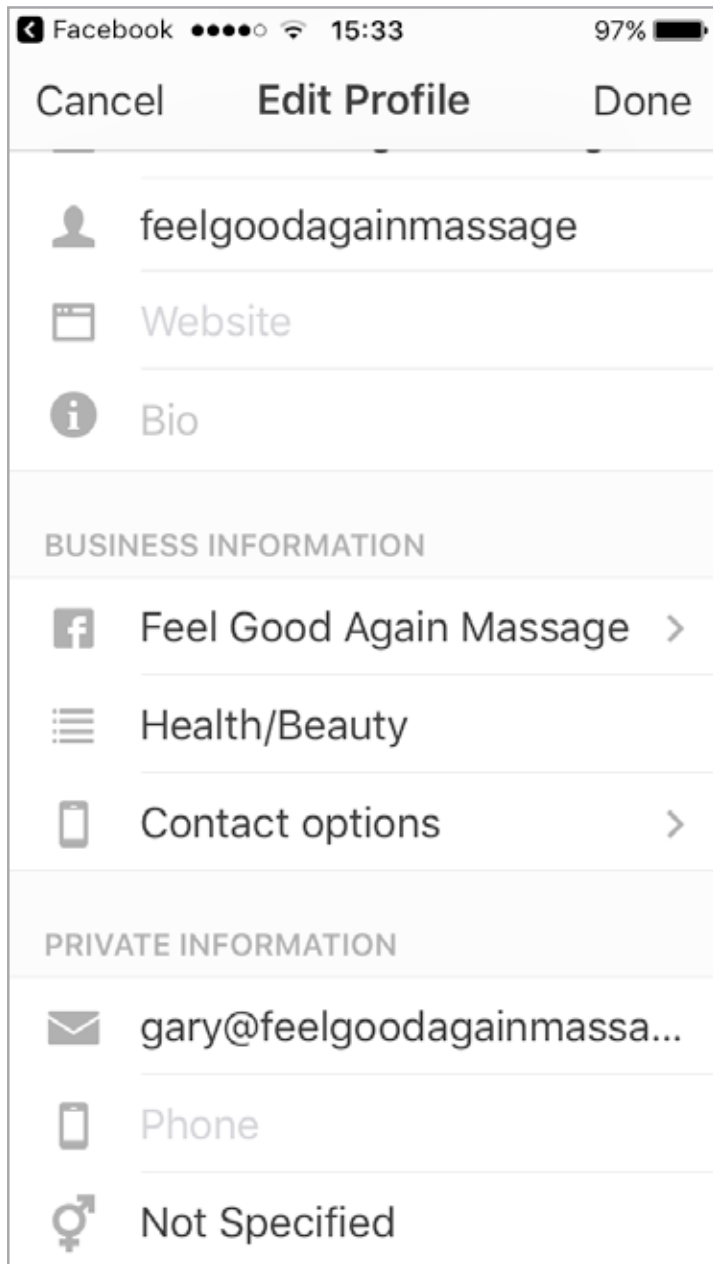 Facebook 15:33 97%
Cancel Edit Profile Done
feelgoodagainmassage
Website
Bio
BUSINESS INFORMATION
Feel Good Again Massage
Health/Beauty
Contact options
PRIVATE INFORMATION
gary@feelgoodagainmassa...
Phone
Not Specified